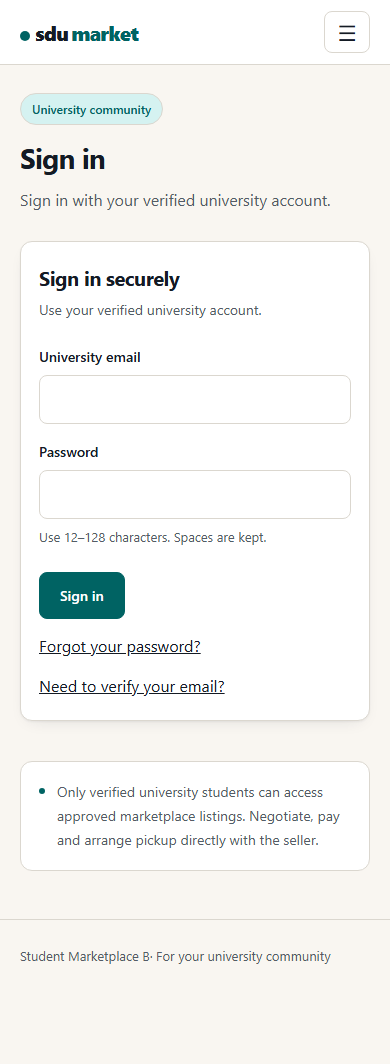 sdu market
☰
University community
Sign in
Sign in with your verified university account.
Sign in securely
Use your verified university account.
University email
Password
Use 12–128 characters. Spaces are kept.
Sign in
Forgot your password?
Need to verify your email?
Only verified university students can access
approved marketplace listings. Negotiate, pay
and arrange pickup directly with the seller.
Student Marketplace B· For your university community